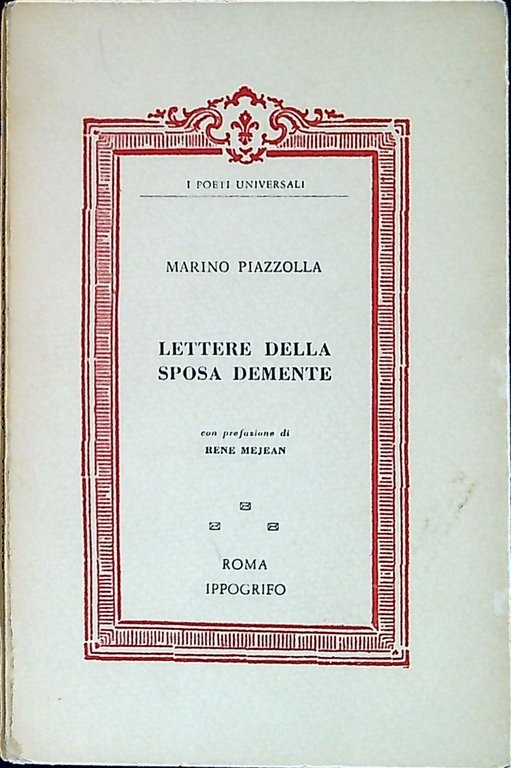 I POETI UNIVERSALI
MARINO PIAZZOLLA
LETTERE DELLA
SPOSA DEMENTE
con prefazione di
RENE MEJEAN
ROMA
IPPOGRIFO